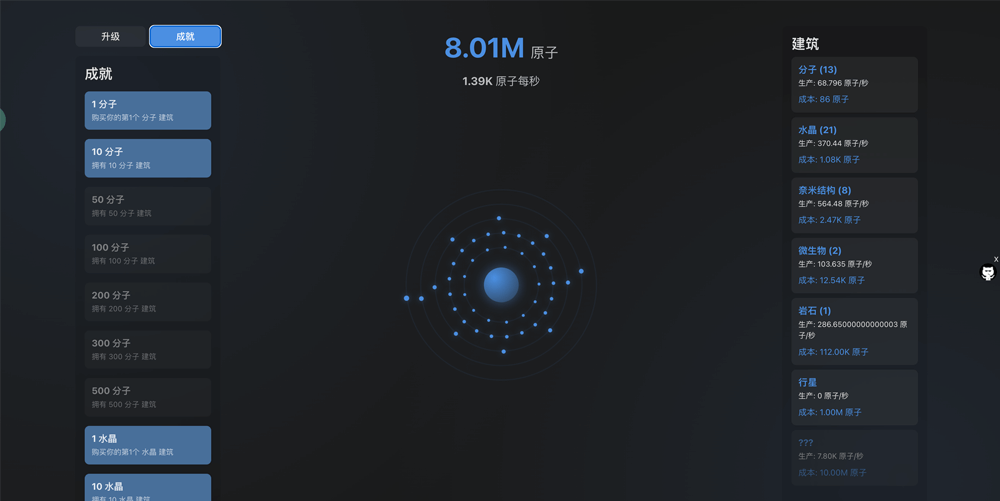 升级
成就
成就
1 分子
购买你的第1个 分子 建筑
10 分子
拥有 10 分子 建筑
50 分子
拥有 50 分子 建筑
100 分子
拥有 100 分子 建筑
200 分子
拥有 200 分子 建筑
300 分子
拥有 300 分子 建筑
500 分子
拥有 500 分子 建筑
1 水晶
购买你的第1个 水晶 建筑
10 水晶
拥有 10 水晶 建筑
8.01M 原子
1.39K 原子每秒
建筑
分子 (13)
生产: 68.796 原子/秒
成本: 86 原子
水晶 (21)
生产: 370.44 原子/秒
成本: 1.08K 原子
奈米结构 (8)
生产: 564.48 原子/秒
成本: 2.47K 原子
微生物 (2)
生产: 103.635 原子/秒
成本: 12.54K 原子
岩石 (1)
生产: 286.65000000000003 原
子/秒
成本: 112.00K 原子
行星
生产: 0 原子/秒
成本: 1.00M 原子
???
生产: 7.80K 原子/秒
成本: 10.00M 原子
X